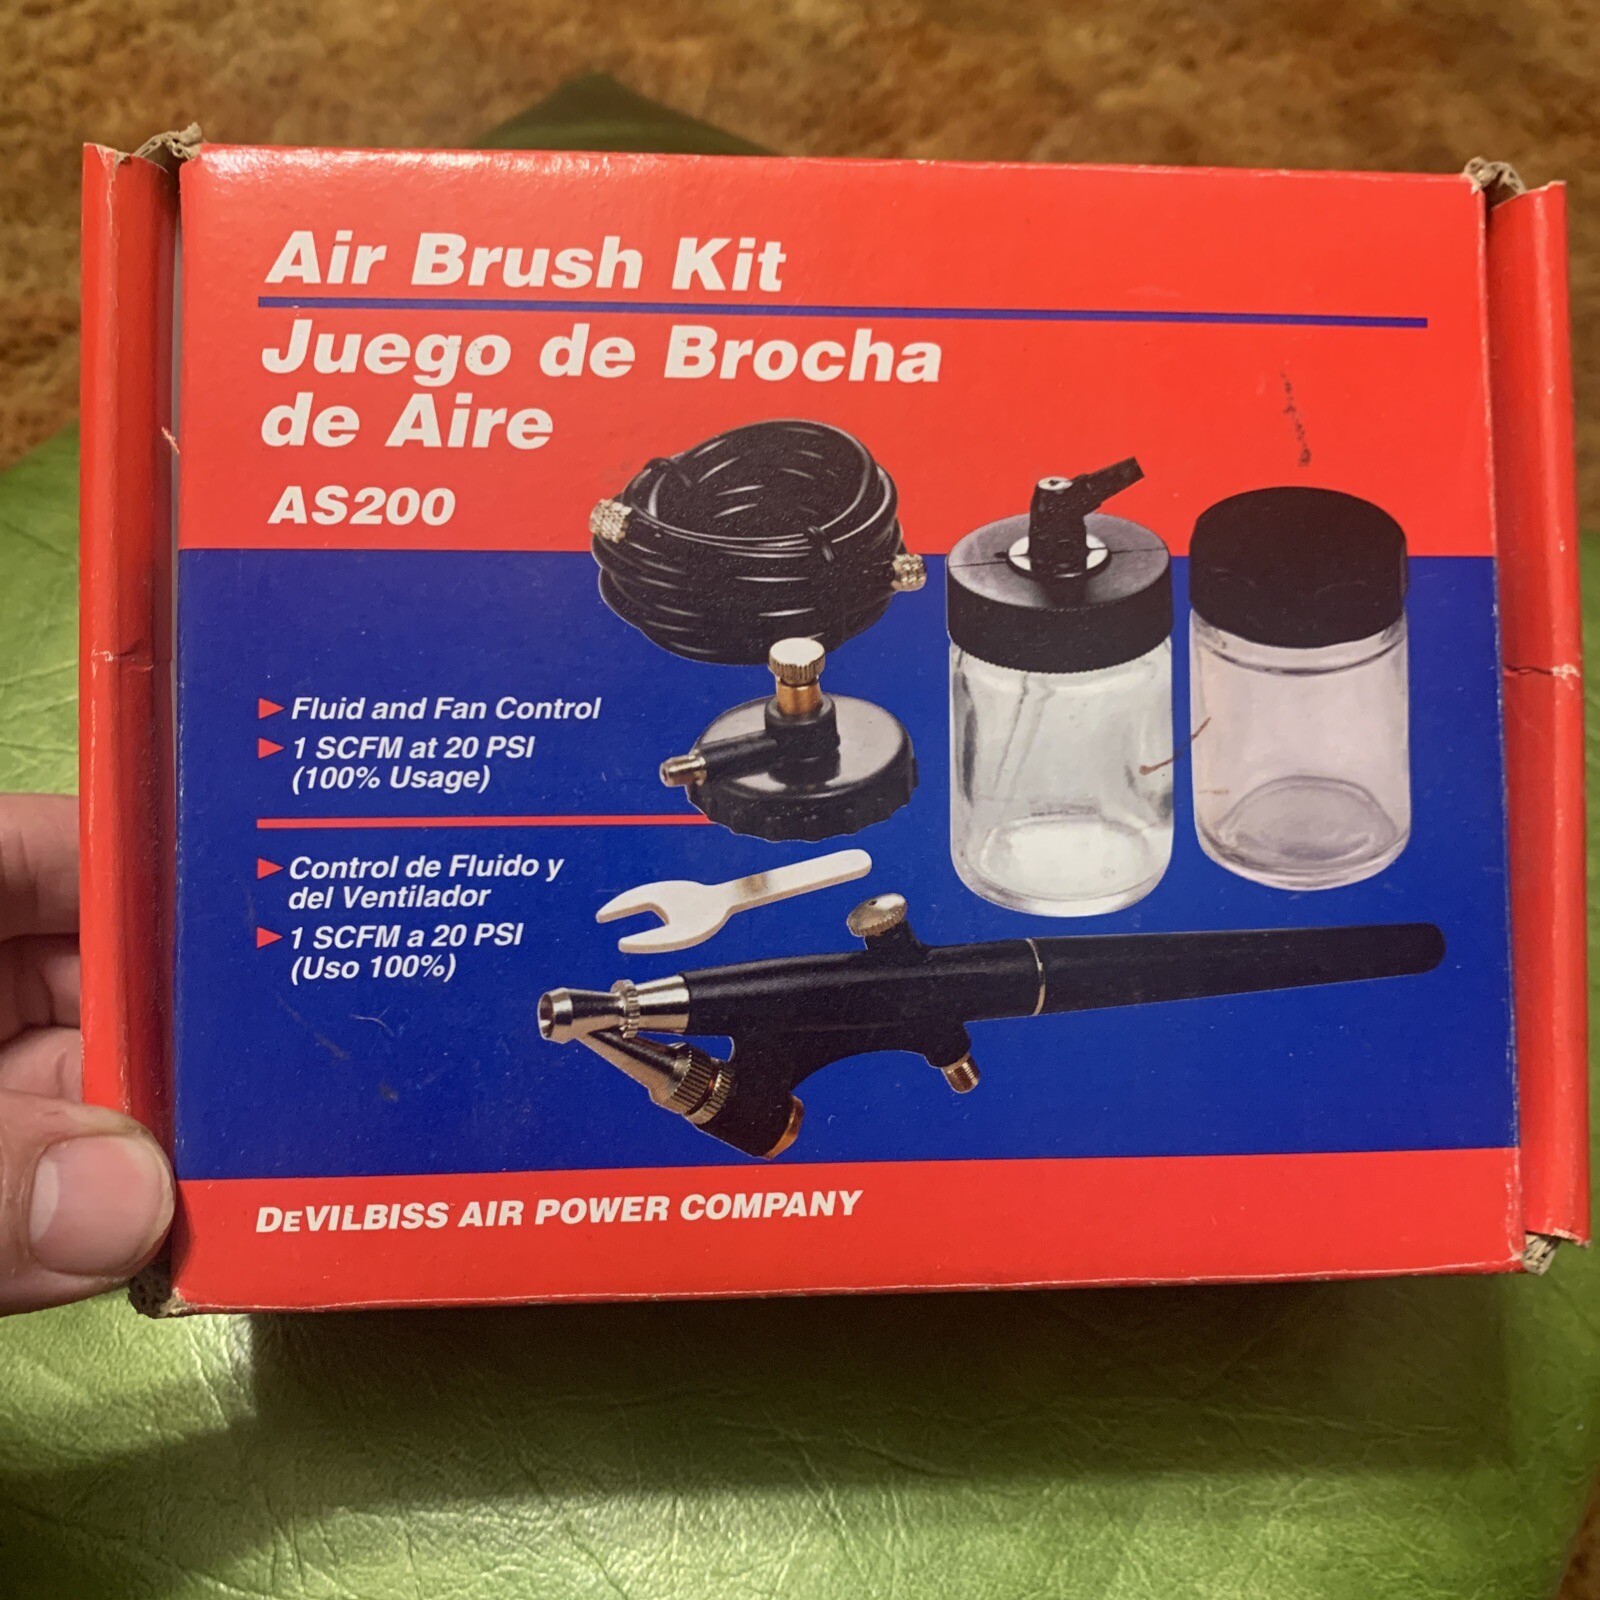 Air Brush Kit
Juego de Brocha
de Aire
AS200
Fluid and Fan Control
1 SCFM at 20 PSI
(100% Usage)
Control de Fluido y
del Ventilador
1 SCFM a 20 PSI
(Uso 100%)
DEVILBISS AIR POWER COMPANY